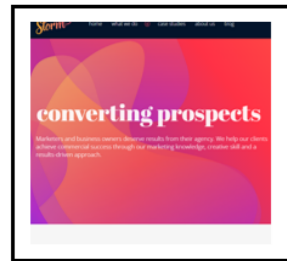 Storm
home what we do case studies about us blog
converting prospects
Marketers and business owners deserve results from their agency. We help our clients
achieve commercial success through our marketing knowledge, creative skill and a
results-driven approach.